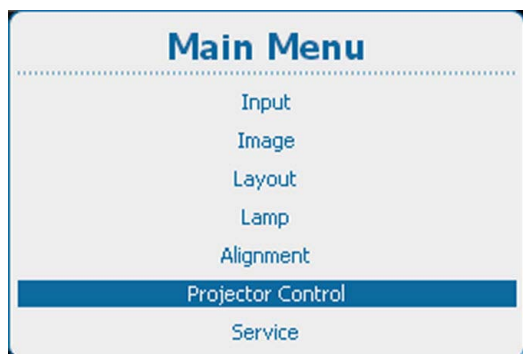 Main Menu
Input
Image
Layout
Lamp
Alignment
Projector Control
Service